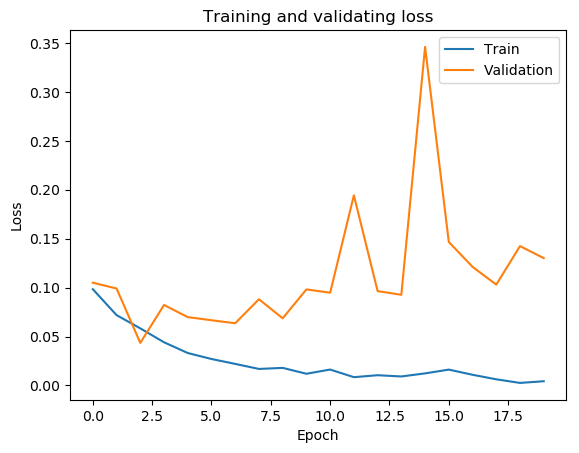 Training and validating loss
Train
Validation
0.35
0.30
0.25
0.20
0.15
0.10
0.05
0.00
Loss
0.0 2.5 5.0 7.5 10.0 12.5 15.0 17.5
Epoch